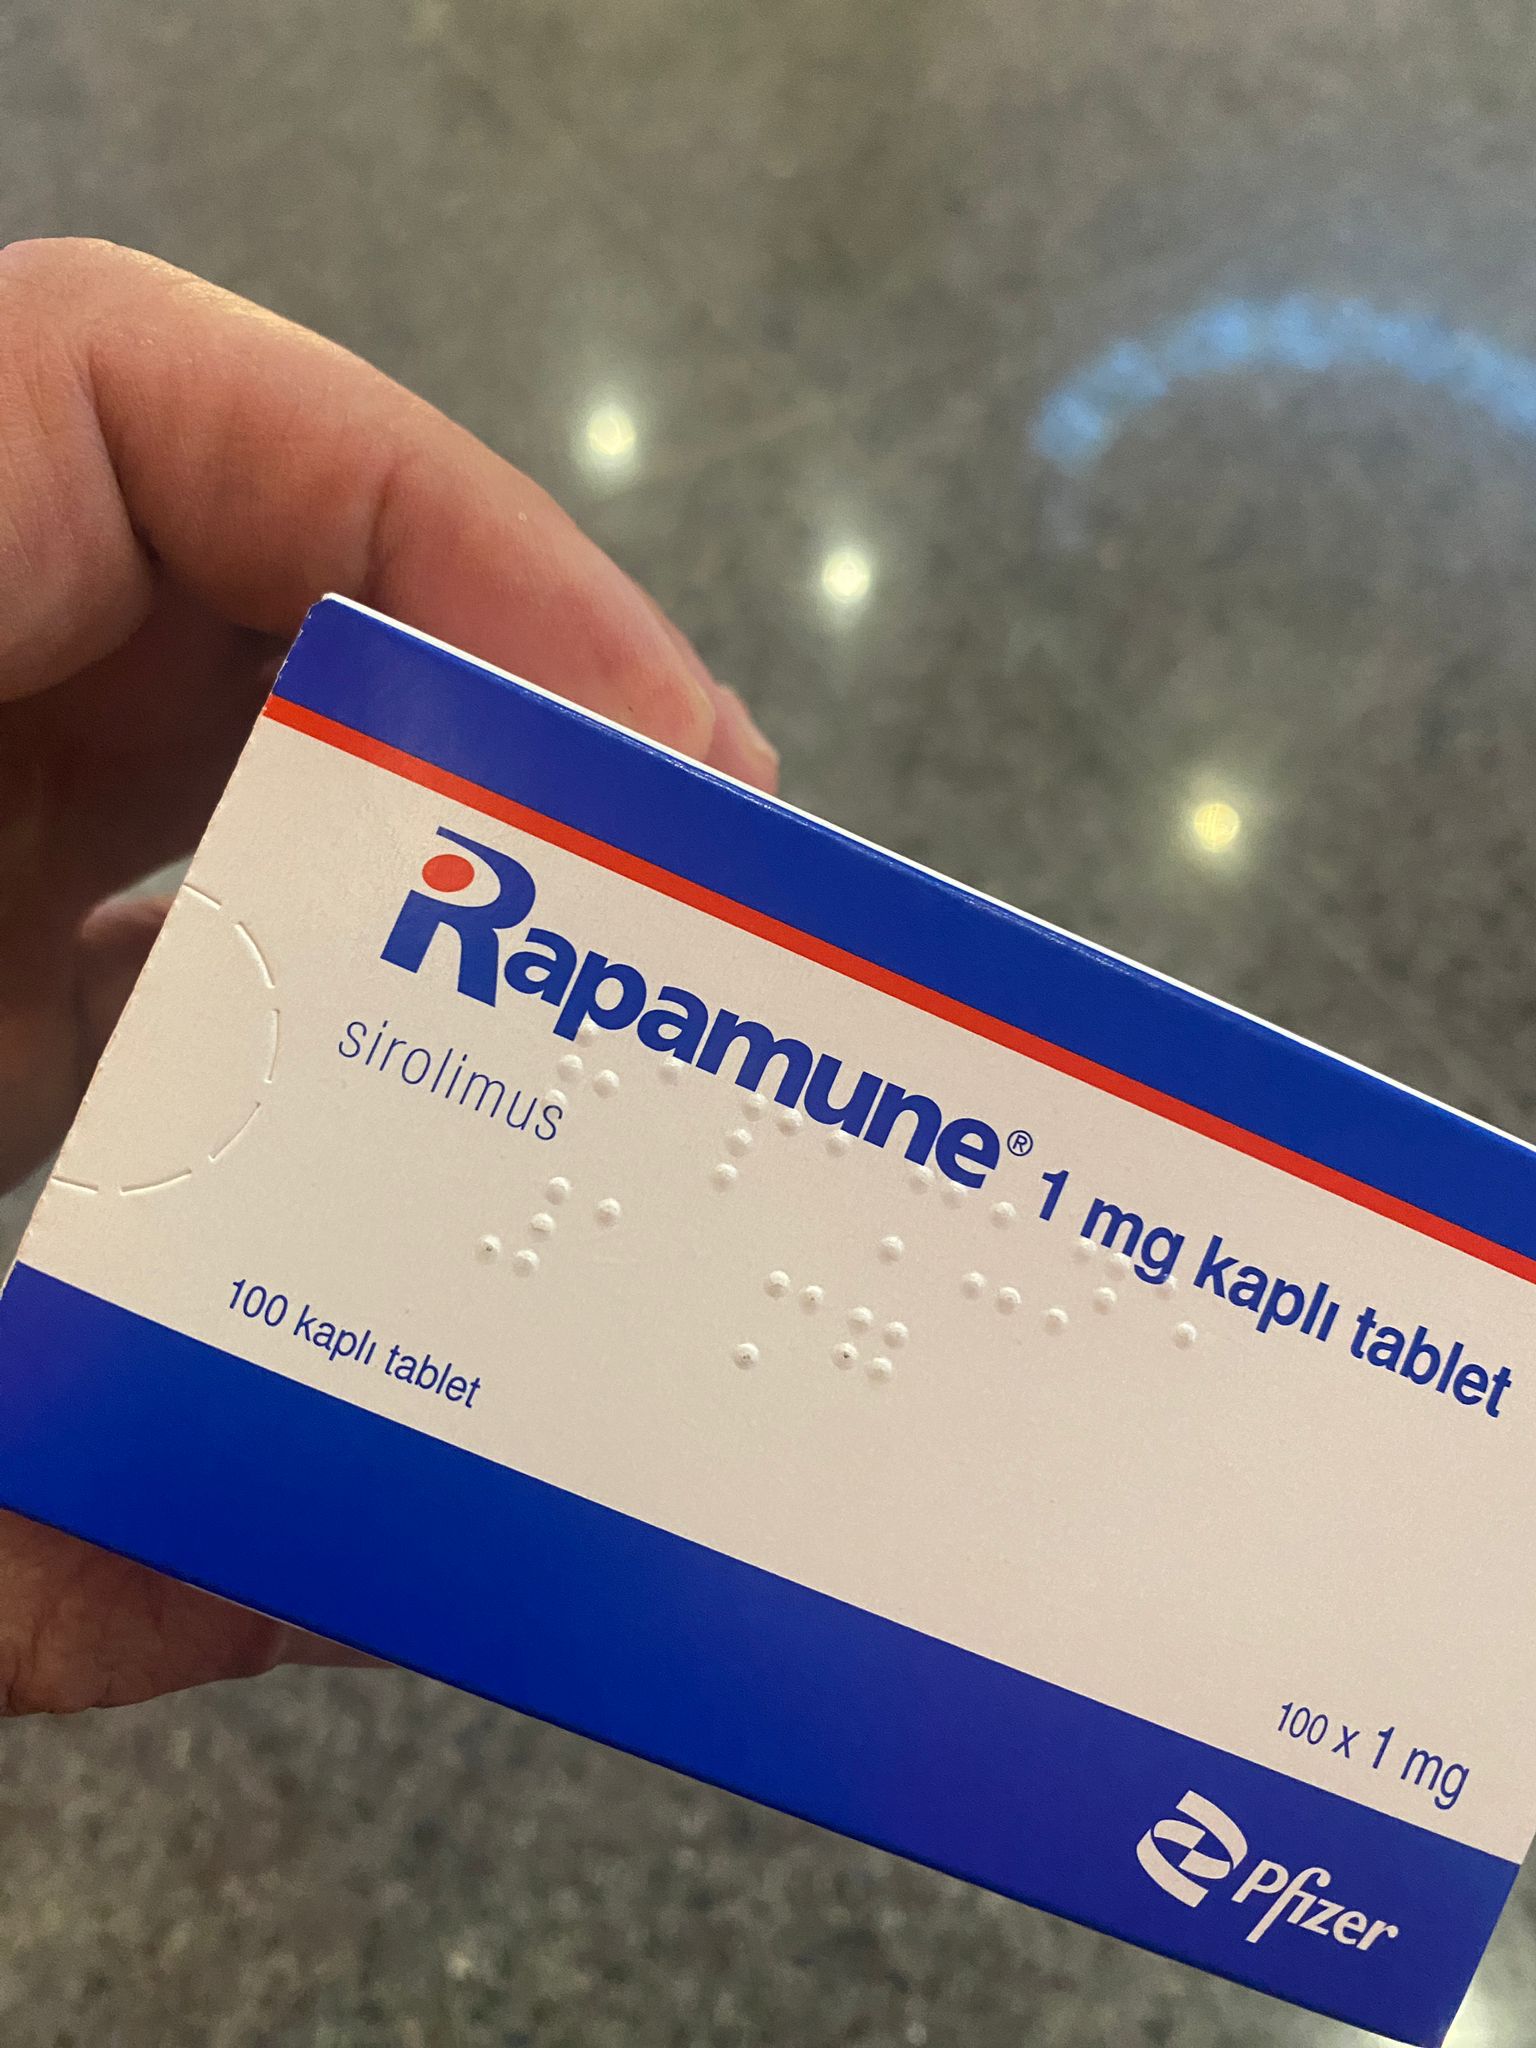 Rapamune® 1 mg kaplı tablet
sirolimus
100 kaplı tablet
100 x 1 mg
Pfizer